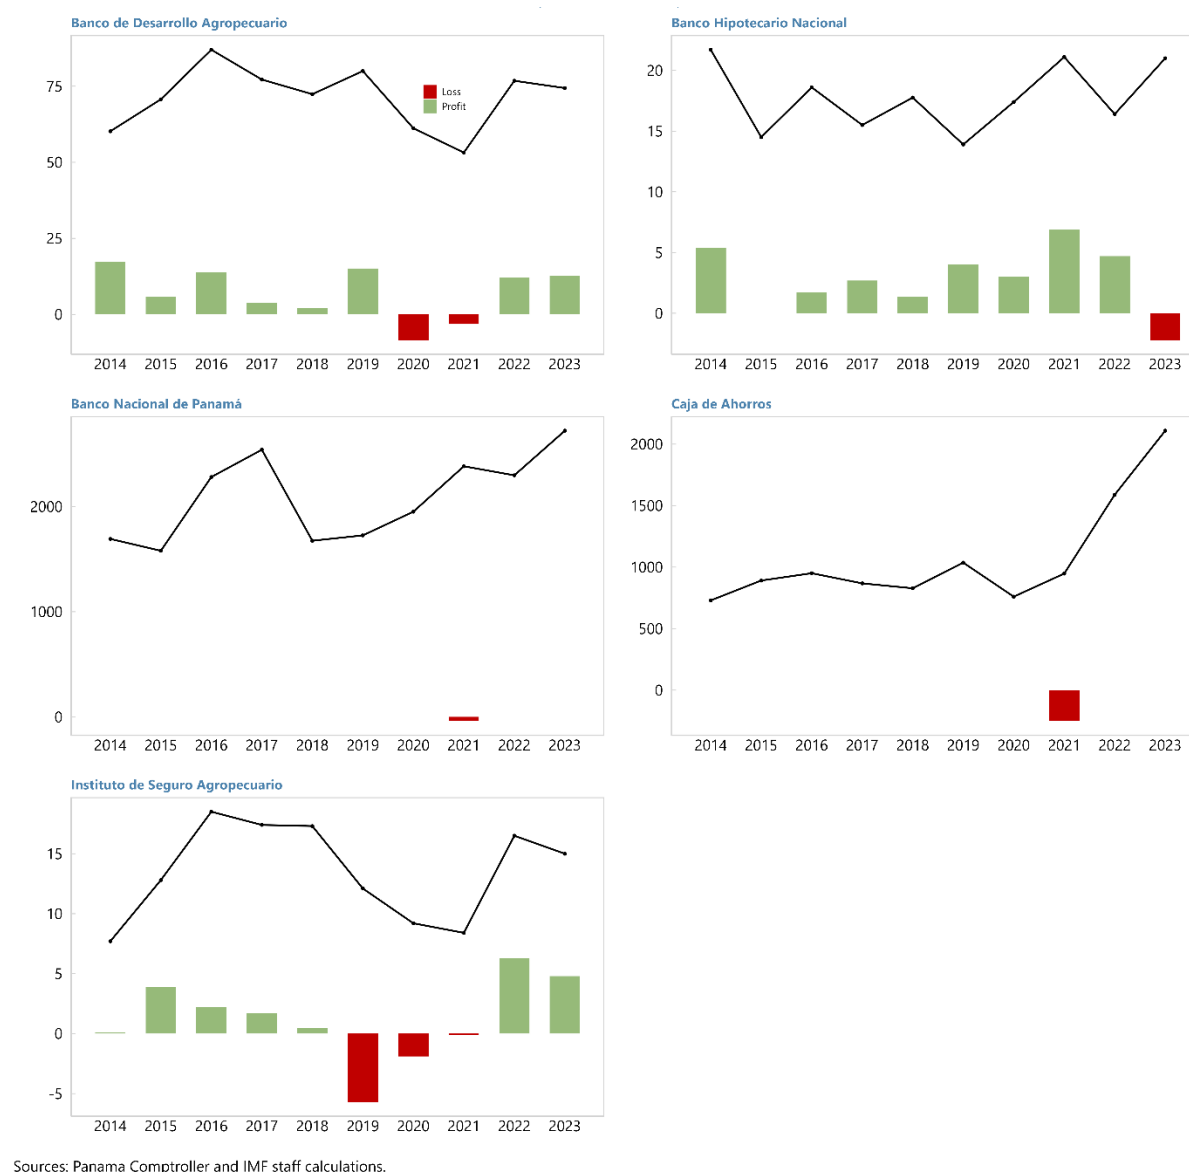 Banco de Desarrollo Agropecuario
75
50
25
0
Loss
Profit
2014 2015 2016 2017 2018 2019 2020 2021 2022 2023
Banco Hipotecario Nacional
20
15
10
5
0
2014 2015 2016 2017 2018 2019 2020 2021 2022 2023
Banco Nacional de Panamá
2000
1000
0
2014 2015 2016 2017 2018 2019 2020 2021 2022 2023
Caja de Ahorros
2000
1500
1000
500
0
2014 2015 2016 2017 2018 2019 2020 2021 2022 2023
Instituto de Seguro Agropecuario
15
10
5
0
-5
2014 2015 2016 2017 2018 2019 2020 2021 2022 2023
Sources: Panama Comptroller and IMF staff calculations.